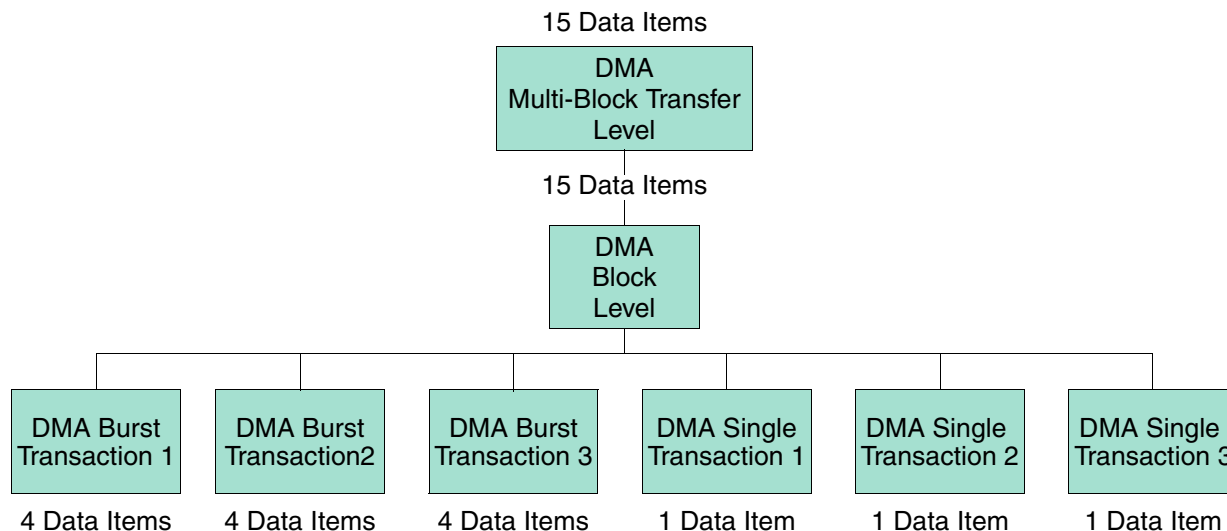 15 Data Items
DMA
Multi-Block Transfer
Level
15 Data Items
DMA
Block
Level
DMA Burst
Transaction 1
DMA Burst
Transaction2
DMA Burst
Transaction 3
DMA Single
Transaction 1
DMA Single
Transaction 2
DMA Single
Transaction 3
4 Data Items
4 Data Items
4 Data Items
1 Data Item
1 Data Item
1 Data Item